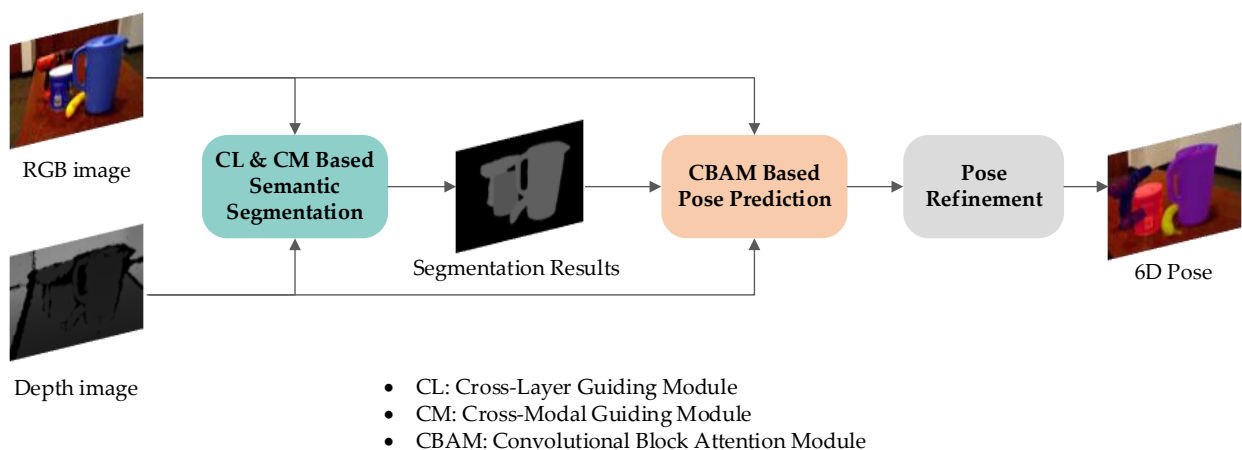 RGB image
CL & CM Based
Semantic
Segmentation
Segmentation Results
CBAM Based
Pose Prediction
Pose
Refinement
6D Pose
Depth image
• CL: Cross-Layer Guiding Module
• CM: Cross-Modal Guiding Module
• CBAM: Convolutional Block Attention Module